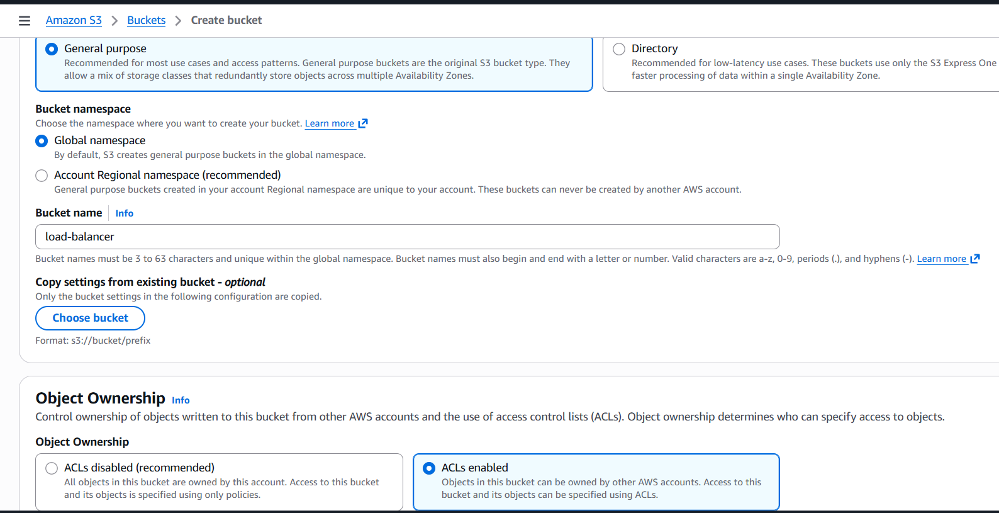 Amazon S3 > Buckets > Create bucket
General purpose
Recommended for most use cases and access patterns. General purpose buckets are the original S3 bucket type. They
allow a mix of storage classes that redundantly store objects across multiple Availability Zones.
Directory
Recommended for low-latency use cases. These buckets use only the S3 Express One
faster processing of data within a single Availability Zone.
Bucket namespace
Choose the namespace where you want to create your bucket. Learn more
Global namespace
By default, S3 creates general purpose buckets in the global namespace.
Account Regional namespace (recommended)
General purpose buckets created in your account Regional namespace are unique to your account. These buckets can never be created by another AWS account.
Bucket name Info
load-balancer
Bucket names must be 3 to 63 characters and unique within the global namespace. Bucket names must also begin and end with a letter or number. Valid characters are a-z, 0-9, periods (.), and hyphens (-). Learn more
Copy settings from existing bucket - optional
Only the bucket settings in the following configuration are copied.
Choose bucket
Format: s3://bucket/prefix
Object Ownership Info
Control ownership of objects written to this bucket from other AWS accounts and the use of access control lists (ACLs). Object ownership determines who can specify access to objects.
Object Ownership
ACLs disabled (recommended)
All objects in this bucket are owned by this account. Access to this bucket
and its objects is specified using only policies.
ACLs enabled
Objects in this bucket can be owned by other AWS accounts. Access to this
bucket and its objects can be specified using ACLs.